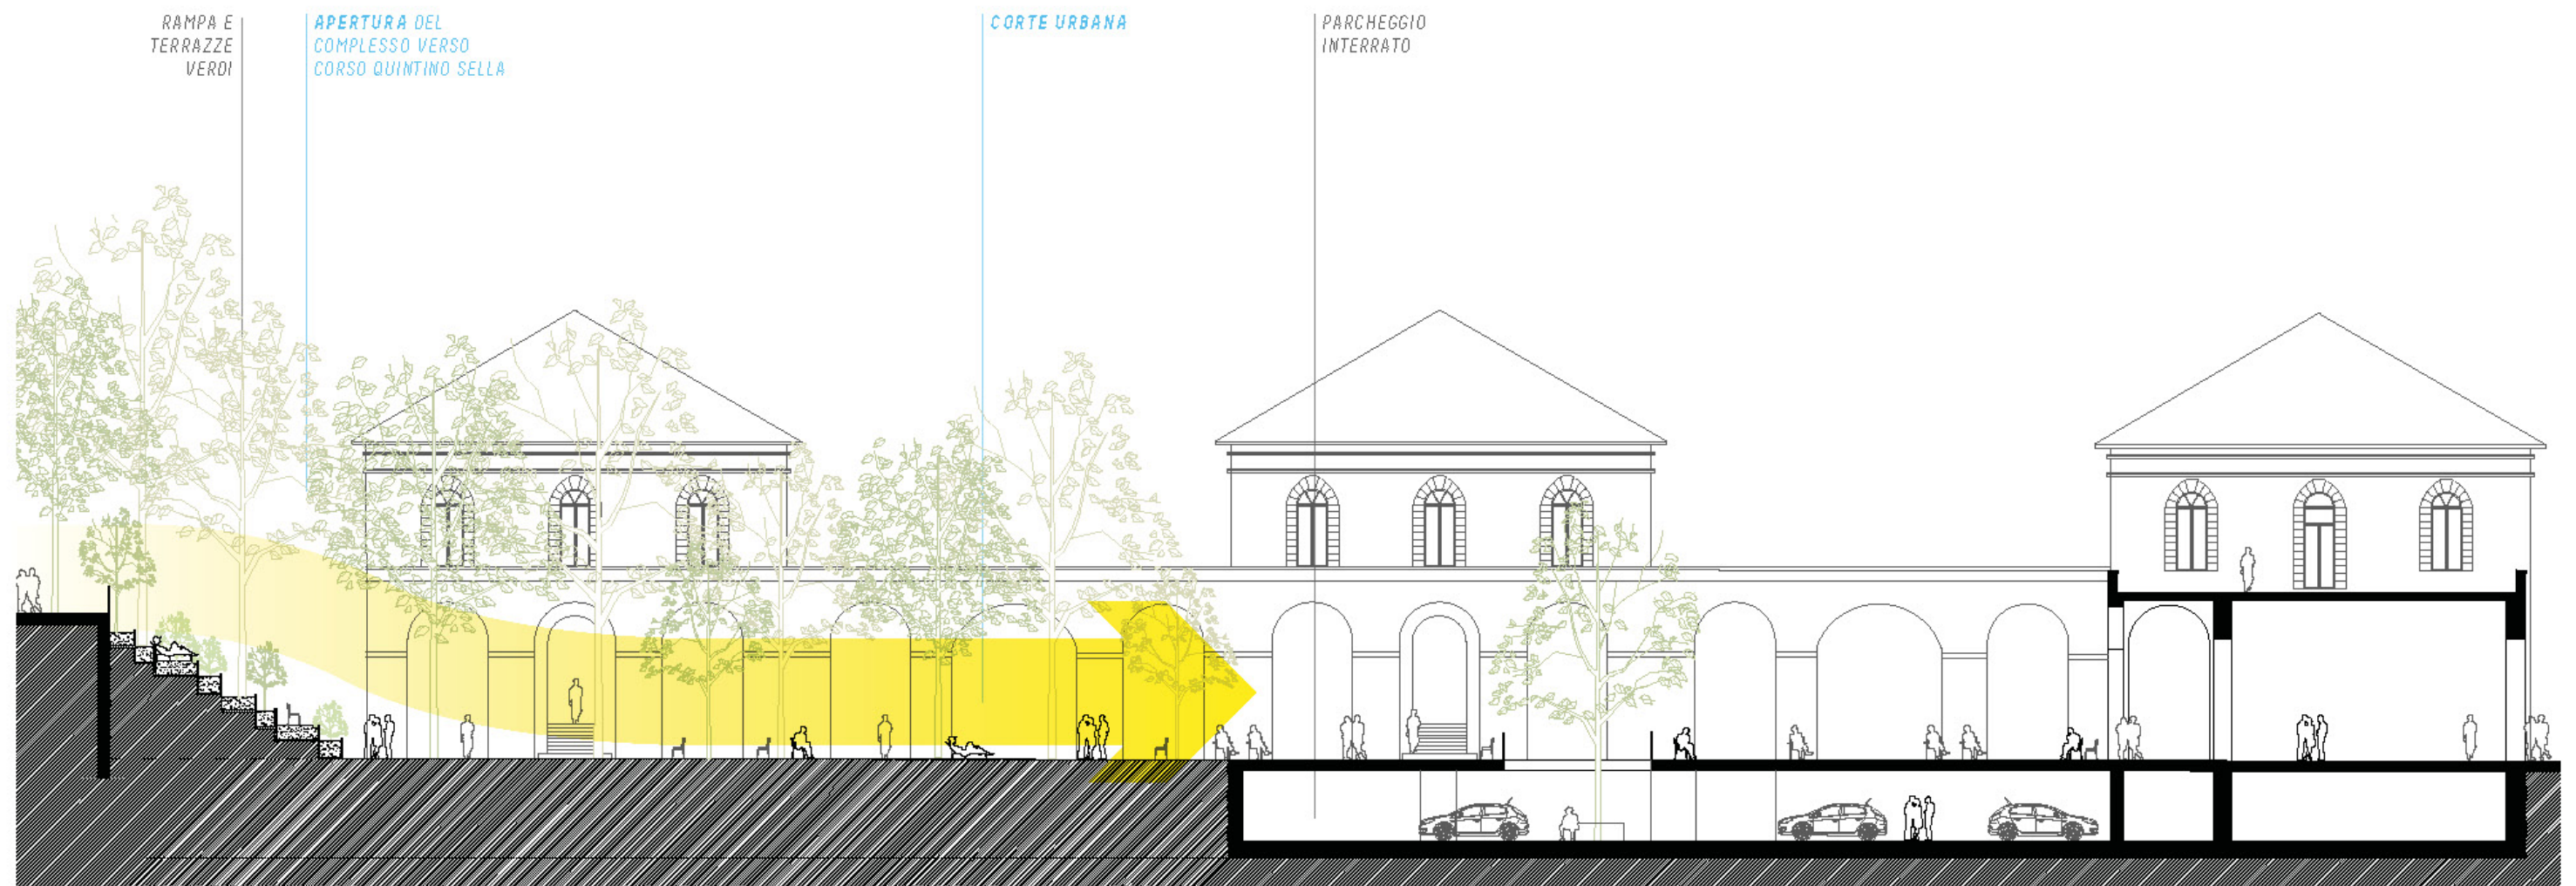 RAMPA E
TERRAZZE
VERDI
APERTURA DEL
COMPLESSO VERSO
CORSO QUINTINO SELLA
CORTE URBANA
PARCHEGGIO
INTERRATO